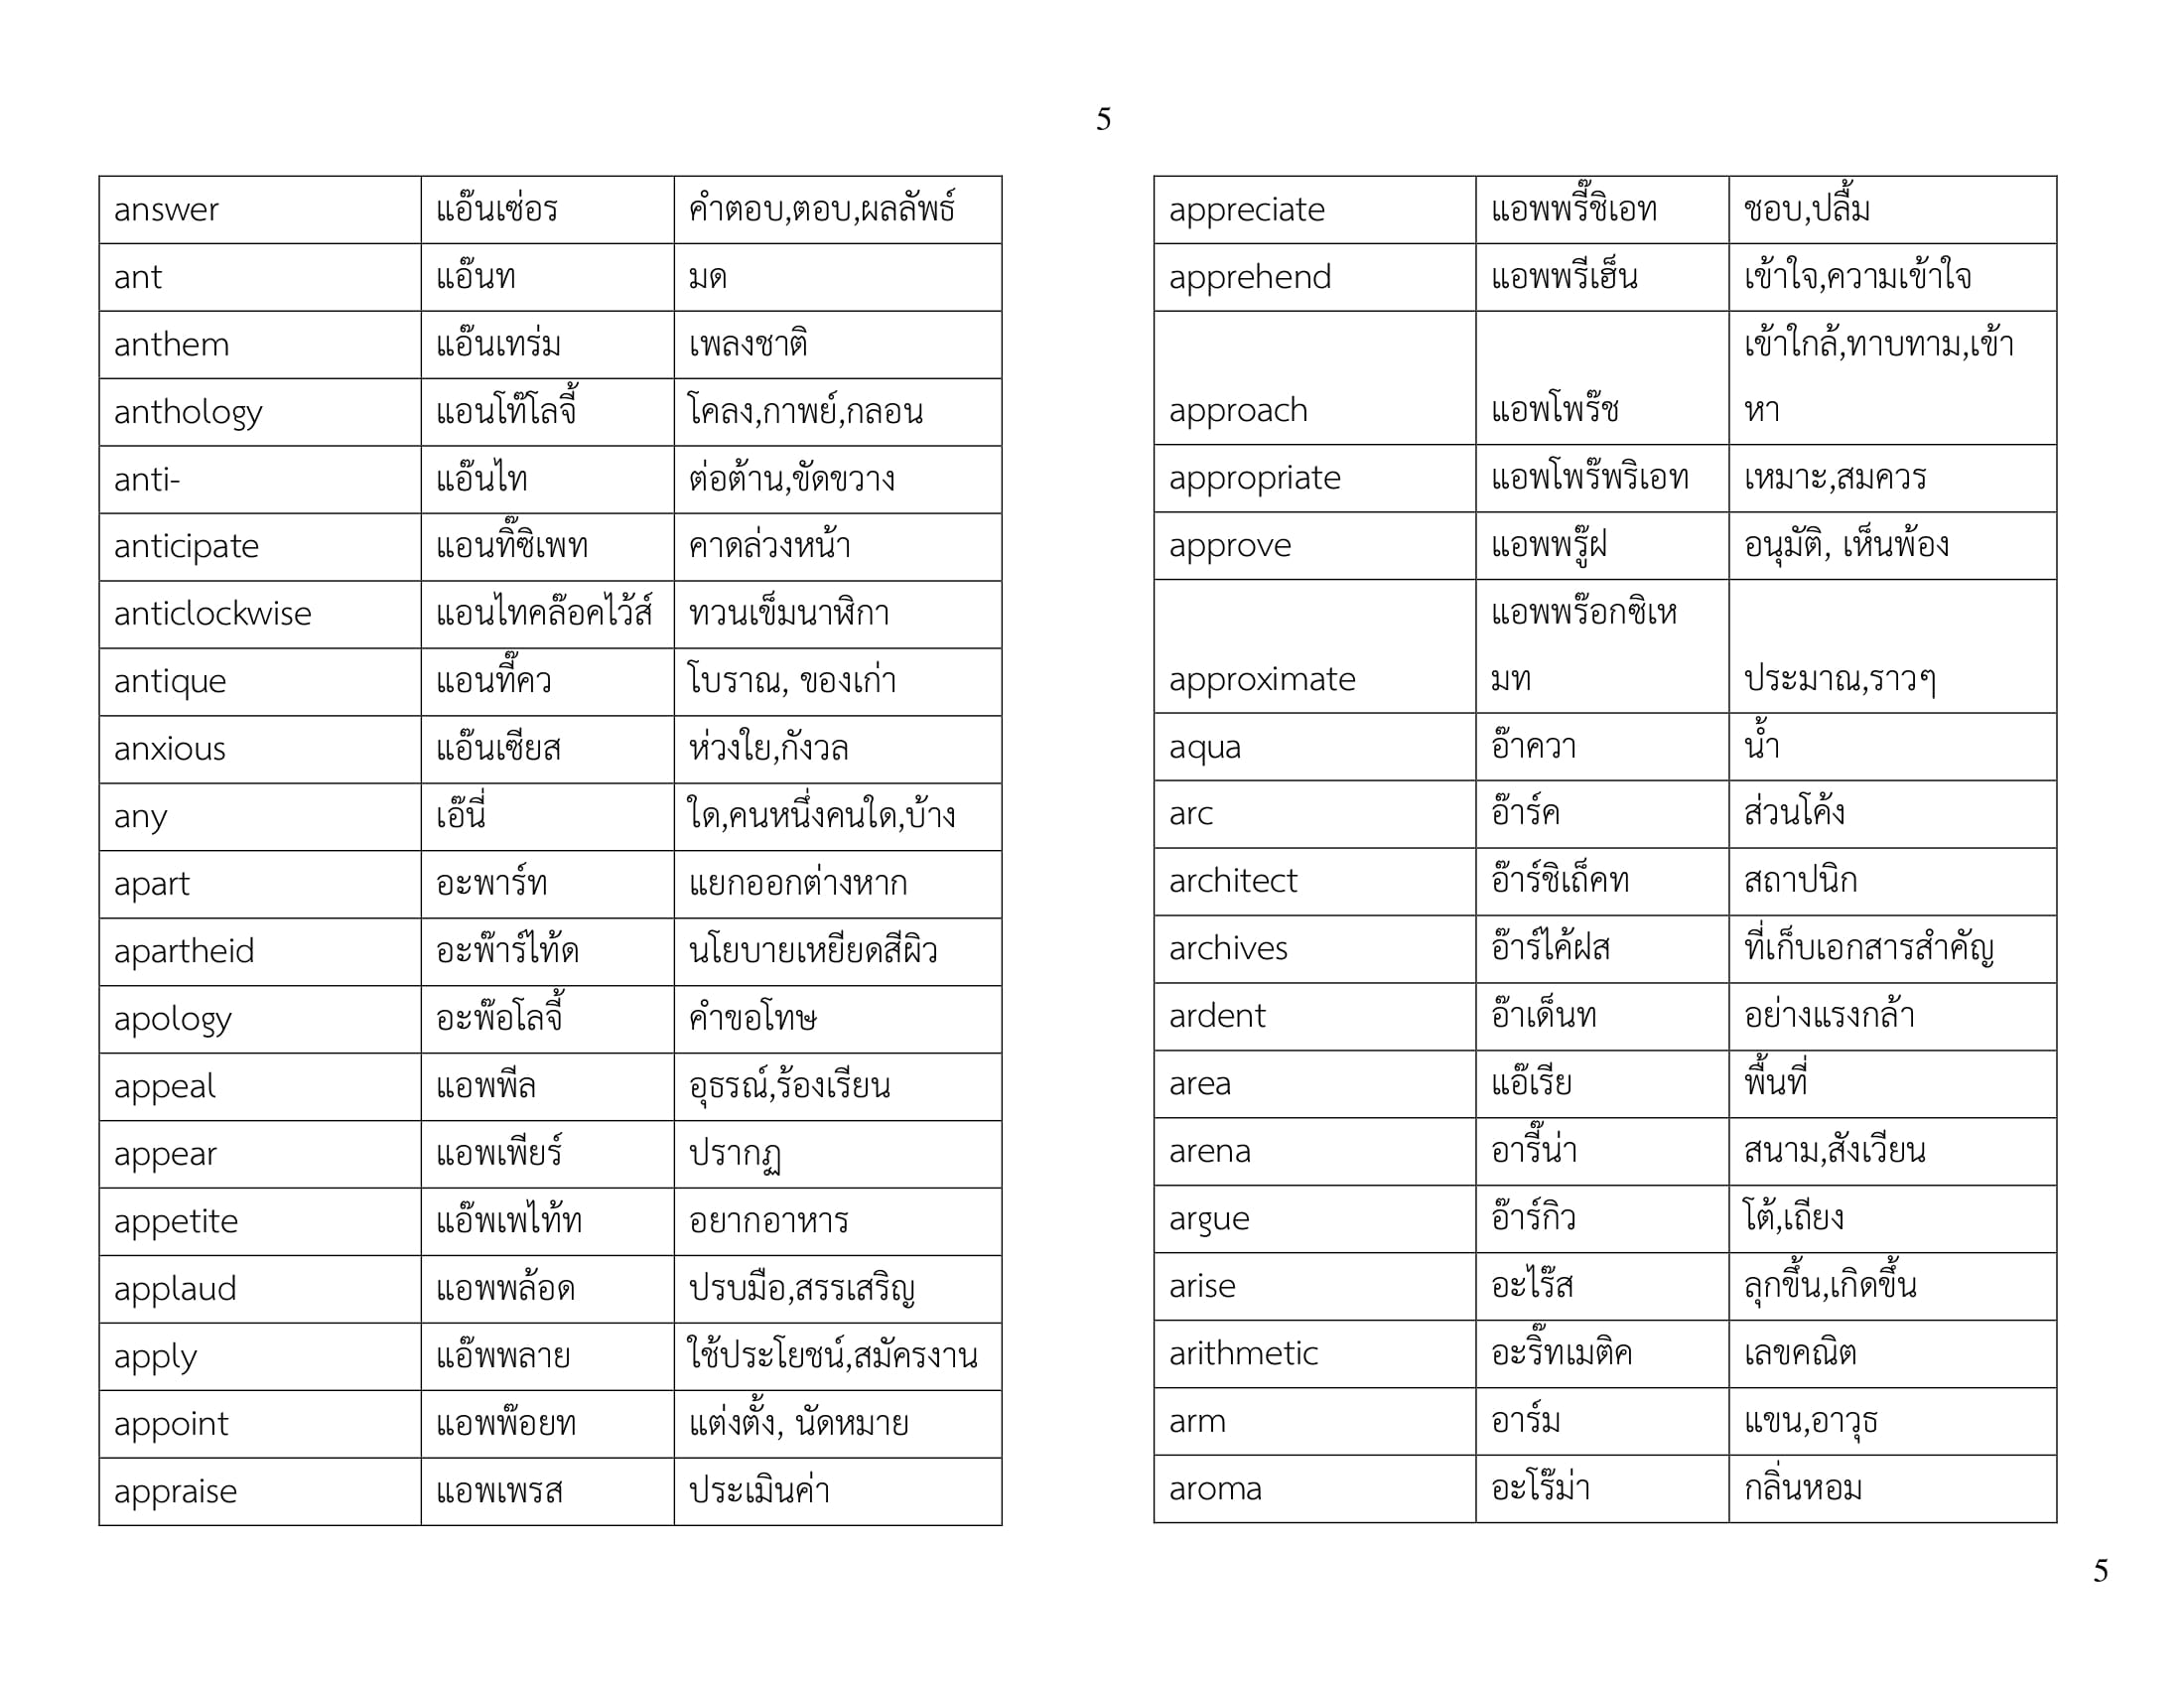 5
answer แอ๊นเซ่อร คำตอบ,ตอบ,ผลลัพธ์
ant แอ๊นท มด
anthem แอ๊นเทร่ม เพลงชาติ
anthology แอนโท๊โลจี้ โคลง,กาพย์,กลอน
anti- แอ๊นไท ต่อต้าน,ขัดขวาง
anticipate แอนทิ๊ซิเพท คาดล่วงหน้า
anticlockwise แอนไทคล๊อคไว้ส์ ทวนเข็มนาฬิกา
antique แอนที๊คว โบราณ, ของเก่า
anxious แอ๊นเซียส ห่วงใย,กังวล
any เอ๊นี่ ใด,คนหนึ่งคนใด,บ้าง
apart อะพาร์ท แยกออกต่างหาก
apartheid อะพ๊าร์ไท้ด นโยบายเหยียดสีผิว
apology อะพ๊อโลจี้ คำขอโทษ
appeal แอพพีล อุธรณ์,ร้องเรียน
appear แอพเพียร์ ปรากฏ
appetite แอ๊พเพไท้ท อยากอาหาร
applaud แอพพล้อด ปรบมือ,สรรเสริญ
apply แอ๊พพลาย ใช้ประโยชน์,สมัครงาน
appoint แอพพ๊อยท แต่งตั้ง, นัดหมาย
appraise แอพเพรส ประเมินค่า
appreciate แอพพรี๊ชิเอท ชอบ,ปลื้ม
apprehend แอพพรีเฮ็น เข้าใจ,ความเข้าใจ
เข้าใกล้,ทาบทาม,เข้า
approach แอพโพร๊ช หา
appropriate แอพโพร๊พริเอท เหมาะ,สมควร
approve แอพพรู๊ฝ อนุมัติ, เห็นพ้อง
แอพพร๊อกซิเห
approximate มท ประมาณ,ราวๆ
aqua อ๊าควา น้ำ
arc อ๊าร์ค ส่วนโค้ง
architect อ๊าร์ชิเถ็คท สถาปนิก
archives อ๊าร์ไค้ฝส ที่เก็บเอกสารสำคัญ
ardent อ๊าเด็นท อย่างแรงกล้า
area แอ๊เรีย พื้นที่
arena อารี๊น่า สนาม,สังเวียน
argue อ๊าร์กิว โต้,เถียง
arise อะไร๊ส ลุกขึ้น,เกิดขึ้น
arithmetic อะริ๊ทเมติค เลขคณิต
arm อาร์ม แขน,อาวุธ
aroma อะโร๊ม่า กลิ่นหอม
5